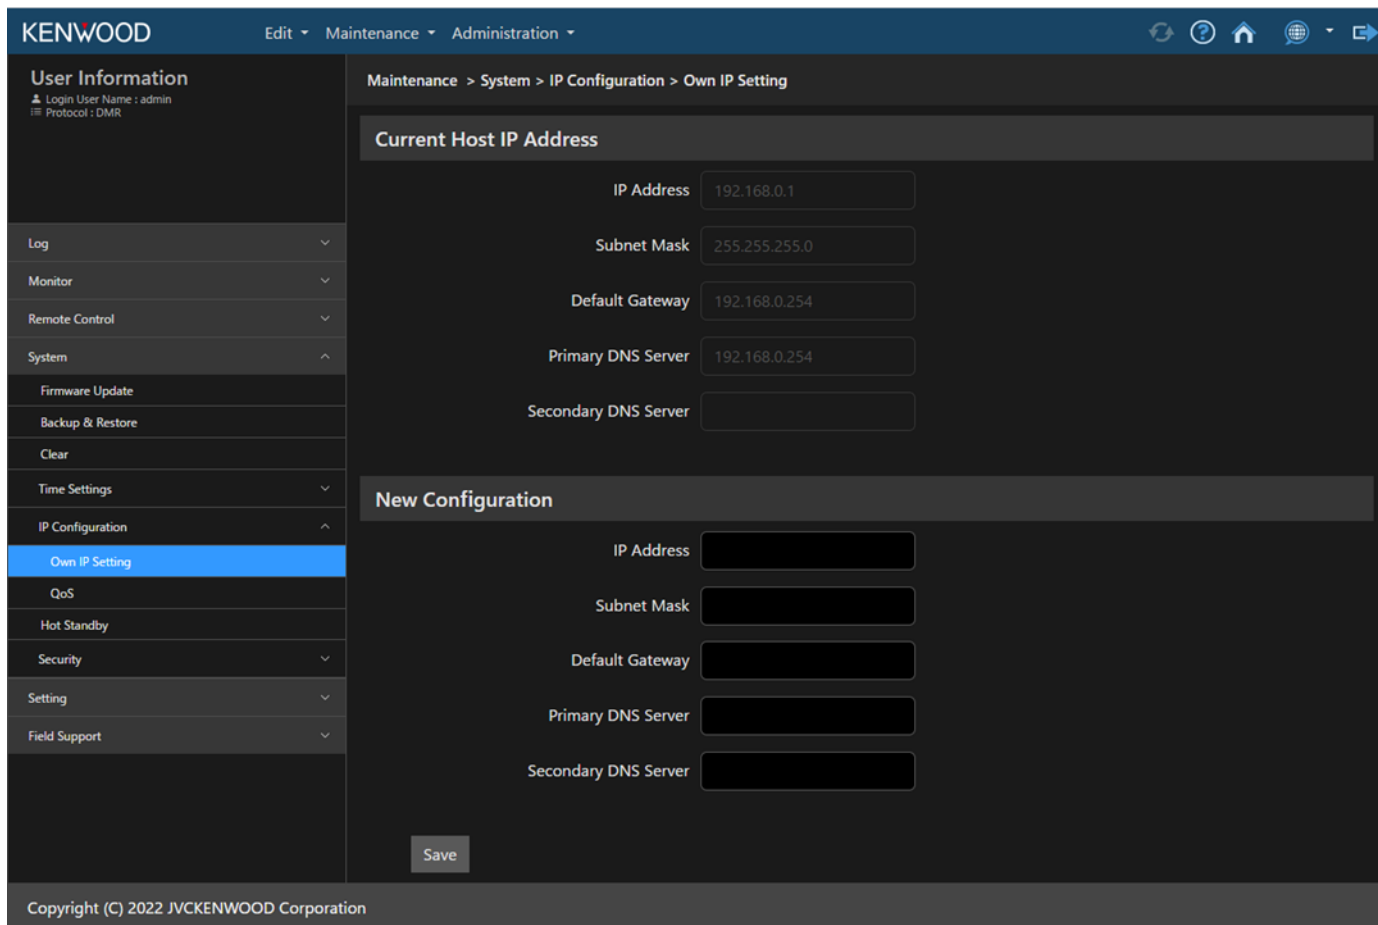 KENWOOD Edit Maintenance Administration
User Information
Login User Name : admin
Protocol : DMR
Log
Monitor
Remote Control
System
Firmware Update
Backup & Restore
Clear
Time Settings
IP Configuration
Own IP Setting
QoS
Hot Standby
Security
Setting
Field Support
Maintenance > System > IP Configuration > Own IP Setting
Current Host IP Address
IP Address 192.168.0.1
Subnet Mask 255.255.255.0
Default Gateway 192.168.0.254
Primary DNS Server 192.168.0.254
Secondary DNS Server
New Configuration
IP Address
Subnet Mask
Default Gateway
Primary DNS Server
Secondary DNS Server
Save
Copyright (C) 2022 JVCKENWOOD Corporation